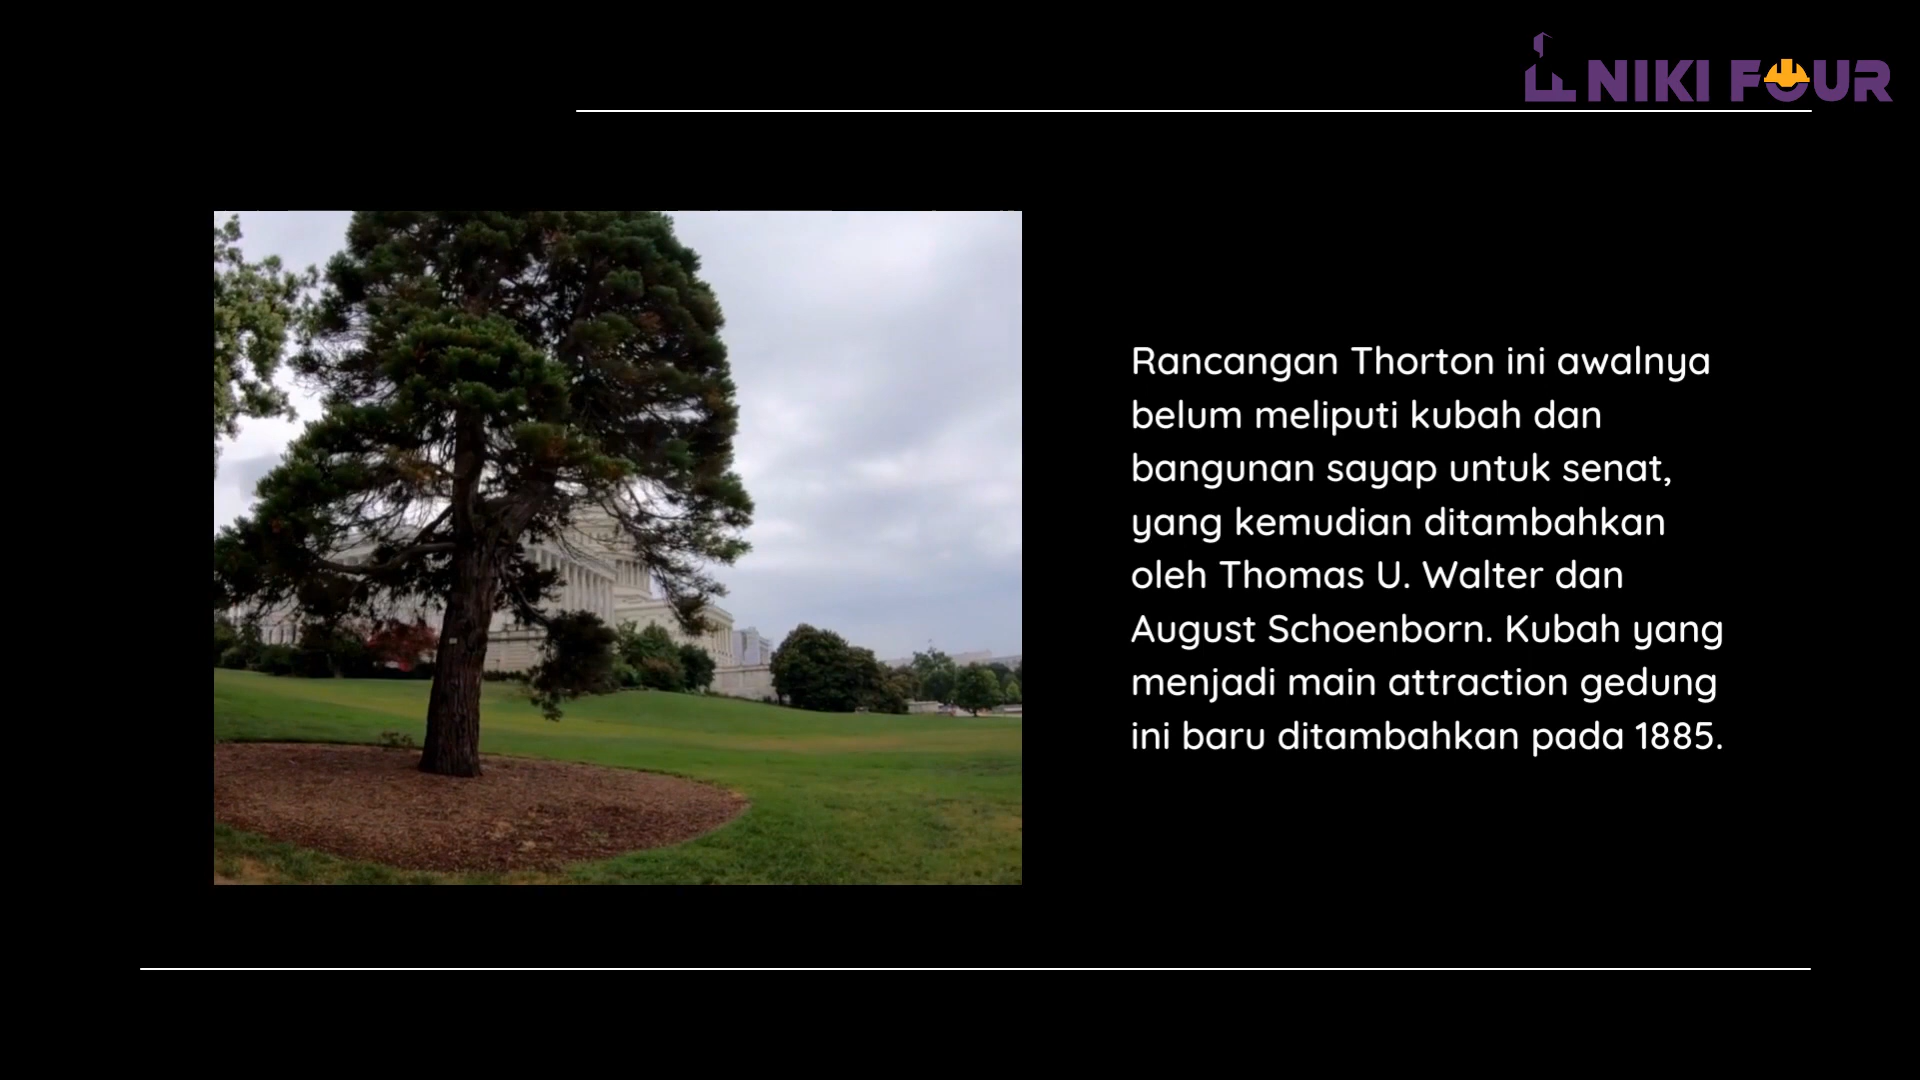 NIKI FOUR
Rancangan Thorton ini awalnya
belum meliputi kubah dan
bangunan sayap untuk senat,
yang kemudian ditambahkan
oleh Thomas U. Walter dan
August Schoenborn. Kubah yang
menjadi main attraction gedung
ini baru ditambahkan pada 1885.